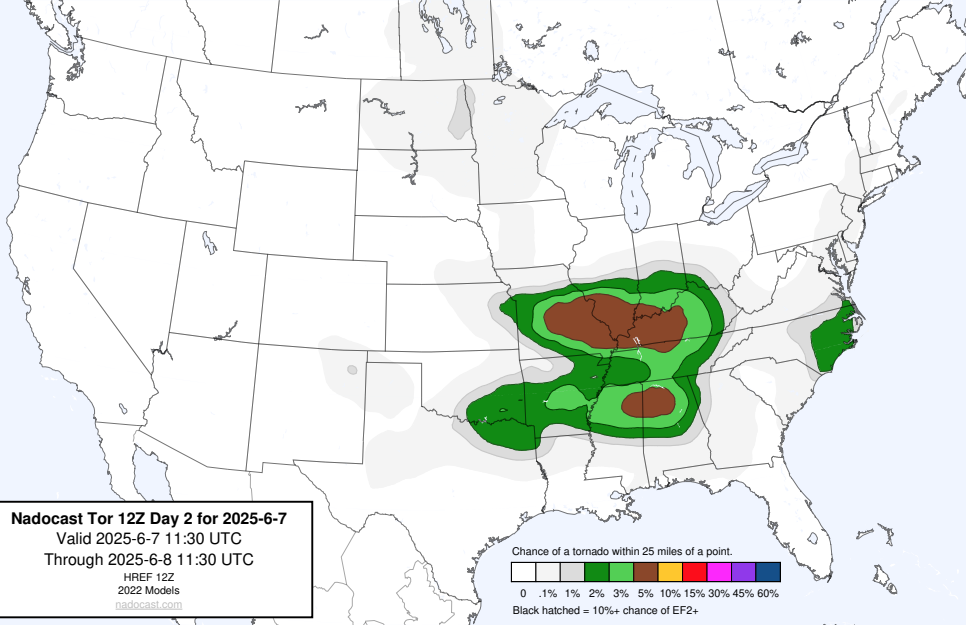 Nadocast Tor 12Z Day 2 for 2025-6-7
Valid 2025-6-7 11:30 UTC
Through 2025-6-8 11:30 UTC
HREF 12Z
2022 Models
nadocast.com
Chance of a tornado within 25 miles of a point.
0 .1% 1% 2% 3% 5% 10% 15% 30% 45% 60%
Black hatched = 10%+ chance of EF2+